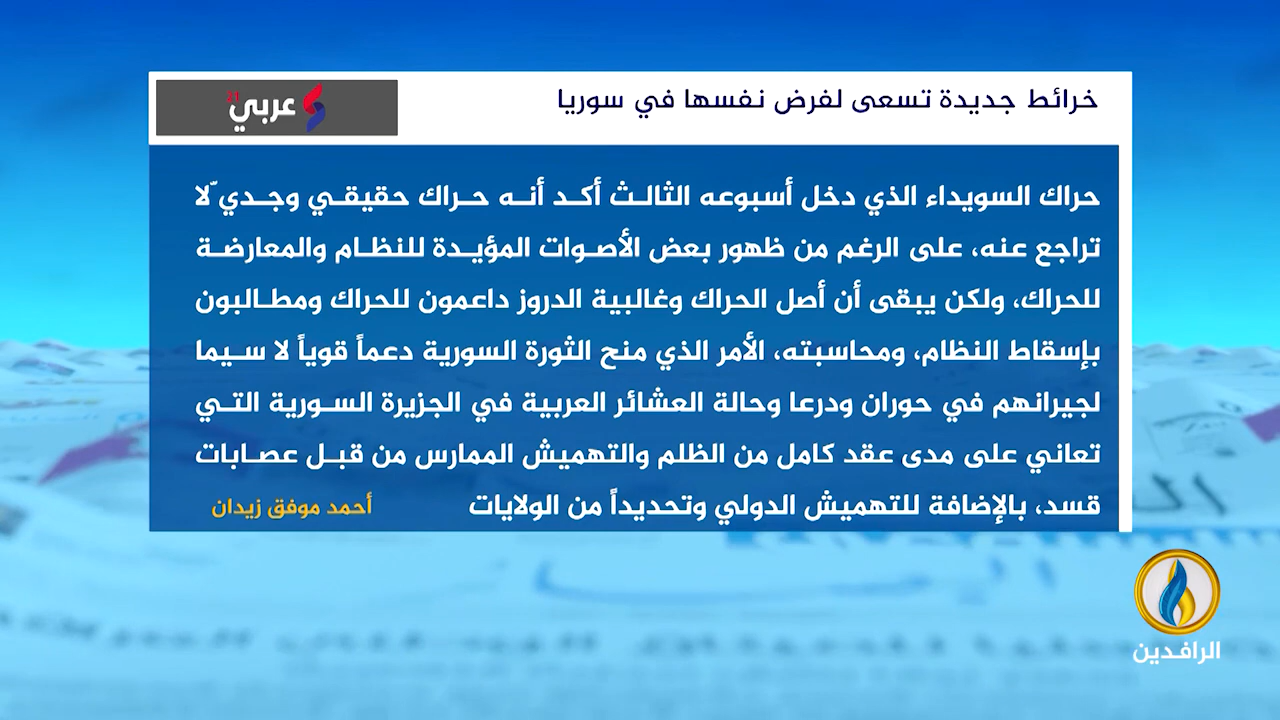 خرائط جديدة تسعى لفرض نفسها في سوريا
عربي 21
حراك السويداء الذي دخل أسبوعه الثالث أكد أنه حراك حقيقي وجديّ لا
تراجع عنه، على الرغم من ظهور بعض الأصوات المؤيدة للنظام والمعارضة
للحراك، ولكن يبقى أن أصل الحراك وغالبية الدروز داعمون للحراك ومطالبون
بإسقاط النظام، ومحاسبته، الأمر الذي منح الثورة السورية دعماً قوياً لا سيما
لجيرانهم في حوران ودرعا وحالة العشائر العربية في الجزيرة السورية التي
تعاني على مدى عقد كامل من الظلم والتهميش الممارس من قبل عصابات
قسد، بالإضافة للتهميش الدولي وتحديداً من الولايات
أحمد موفق زيدان
الرافدين